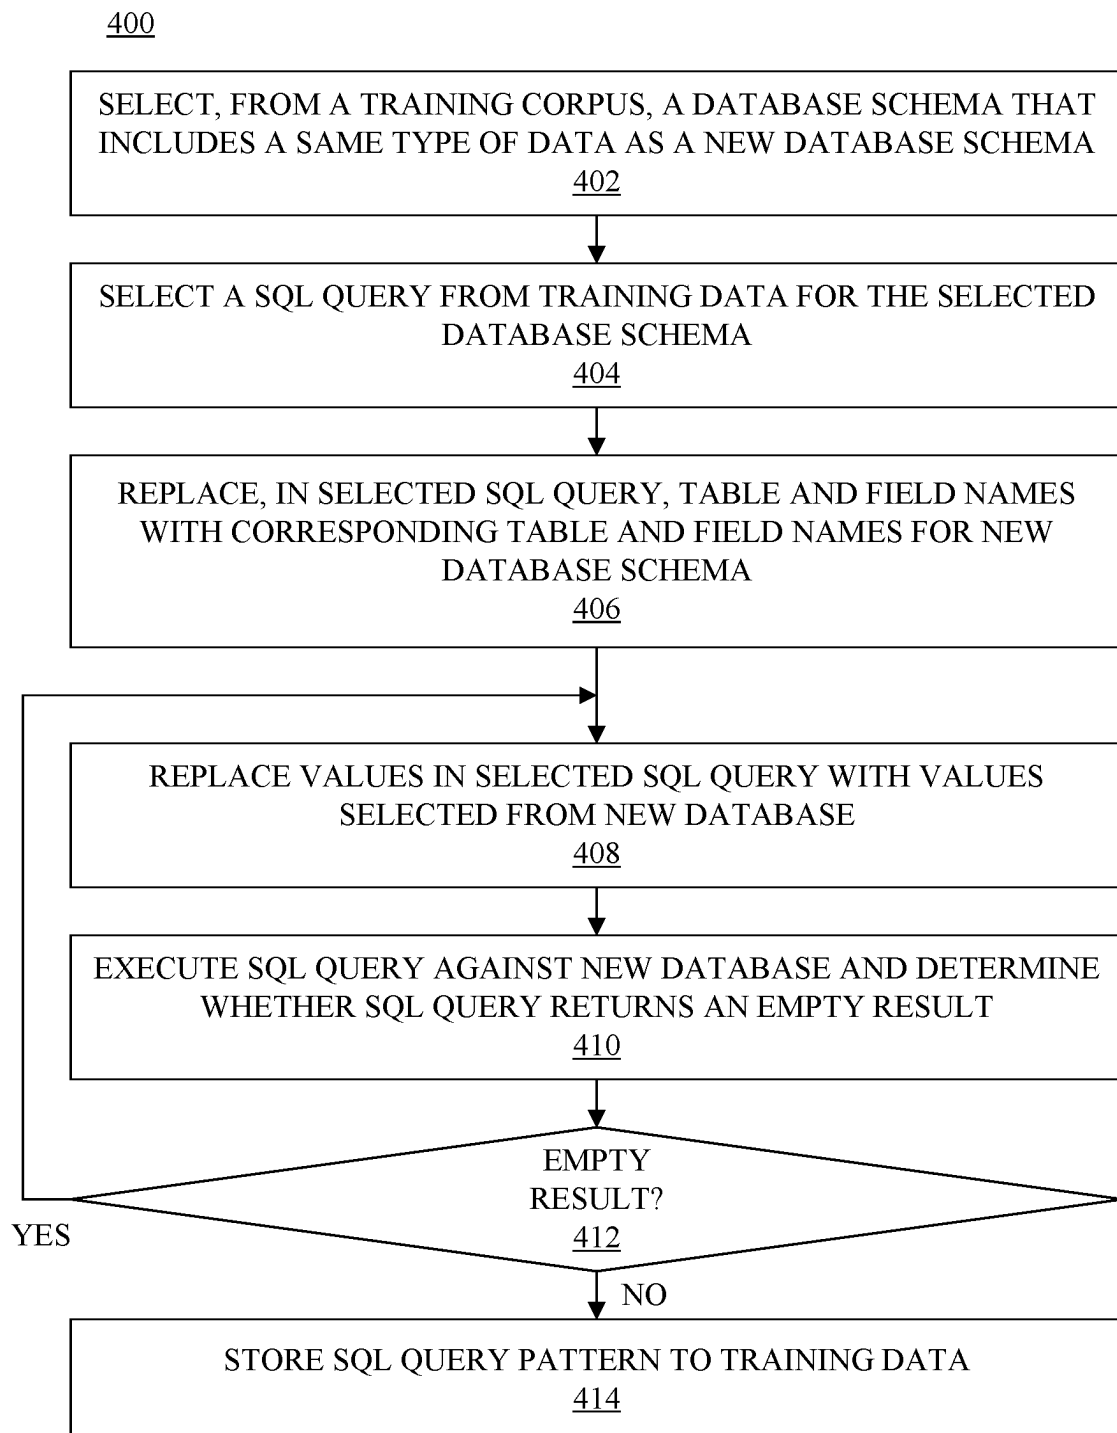 400
SELECT, FROM A TRAINING CORPUS, A DATABASE SCHEMA THAT
INCLUDES A SAME TYPE OF DATA AS A NEW DATABASE SCHEMA
402
SELECT A SQL QUERY FROM TRAINING DATA FOR THE SELECTED
DATABASE SCHEMA
404
REPLACE, IN SELECTED SQL QUERY, TABLE AND FIELD NAMES
WITH CORRESPONDING TABLE AND FIELD NAMES FOR NEW
DATABASE SCHEMA
406
REPLACE VALUES IN SELECTED SQL QUERY WITH VALUES
SELECTED FROM NEW DATABASE
408
EXECUTE SQL QUERY AGAINST NEW DATABASE AND DETERMINE
WHETHER SQL QUERY RETURNS AN EMPTY RESULT
410
EMPTY
RESULT?
412
YES
NO
STORE SQL QUERY PATTERN TO TRAINING DATA
414